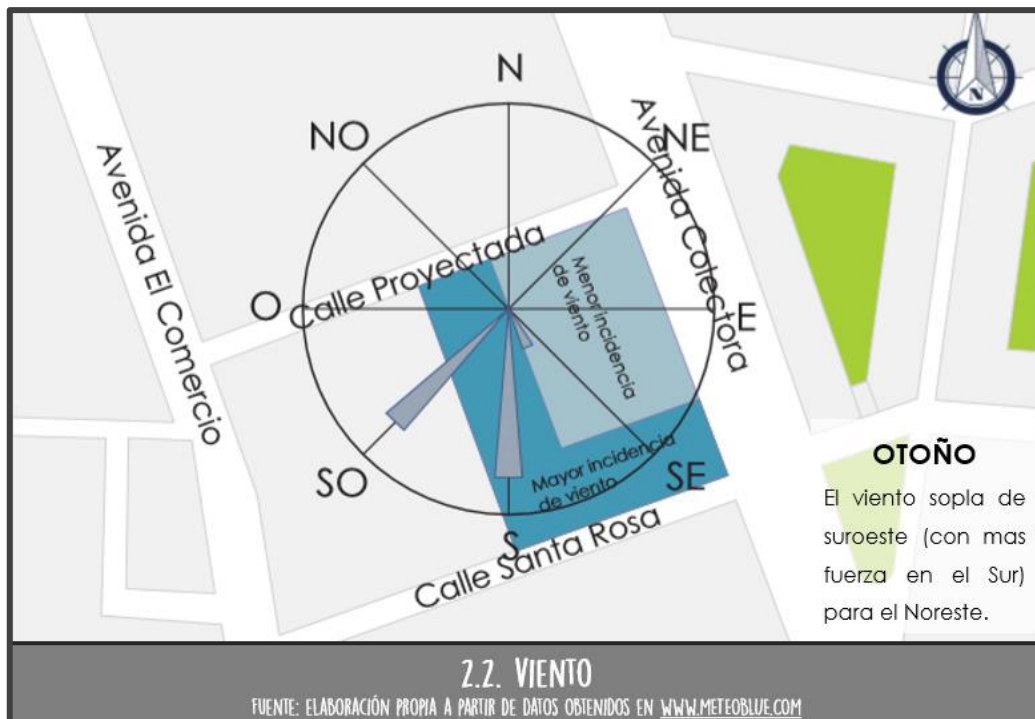 N
NO
NE
N
Avenida El Comercio
Avenida Colectora
Calle Proyectada
Menor incidencia
de viento
O
E
SO
Mayor incidencia
de viento
SE
S
Calle Santa Rosa
OTOÑO
El viento sopla de
suroeste (con mas
fuerza en el Sur)
para el Noreste.
2.2. VIENTO
FUENTE: ELABORACIÓN PROPIA A PARTIR DE DATOS OBTENIDOS EN WWW.METEOBLUE.COM